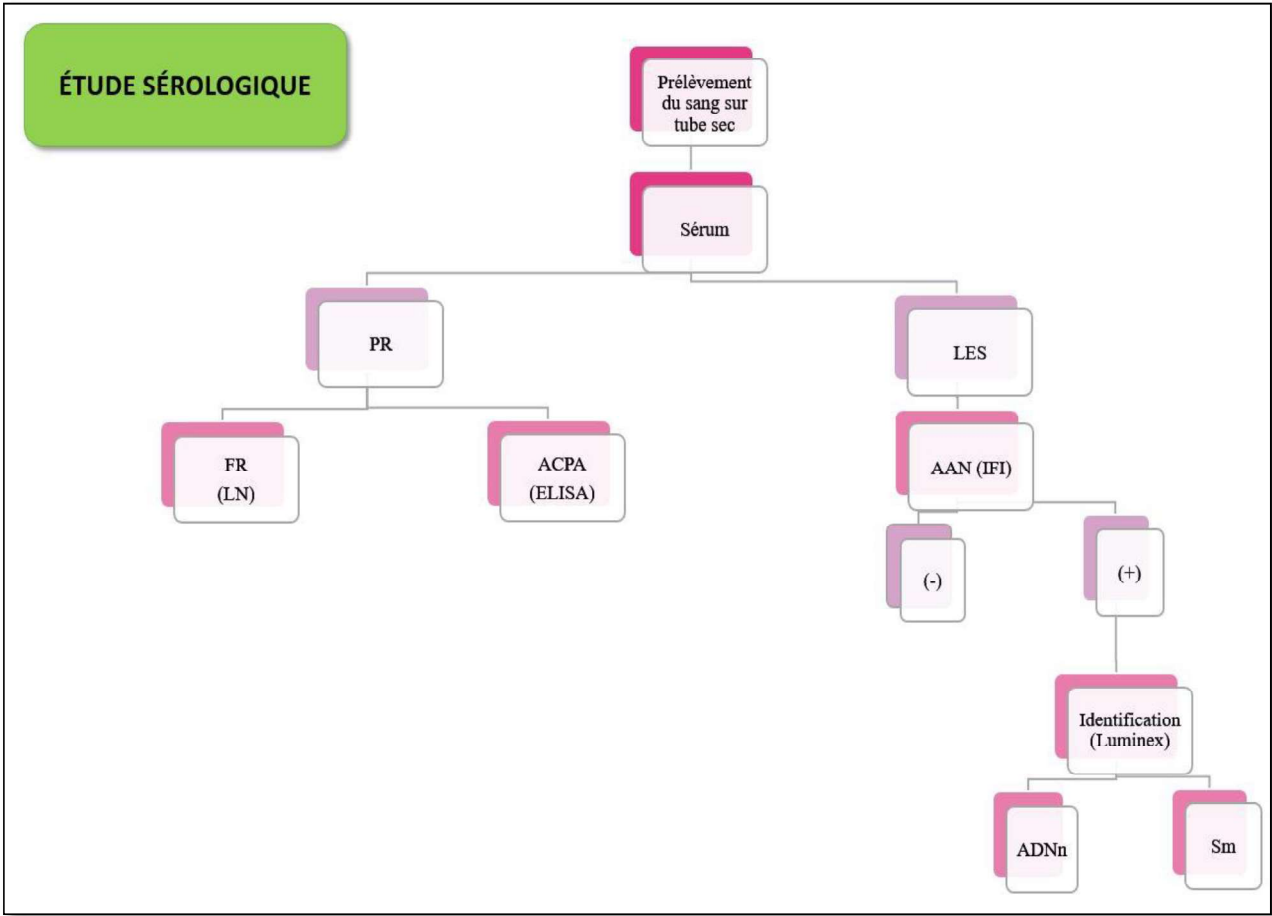 ÉTUDE SÉROLOGIQUE
Prélèvement
du sang sur
tube sec
Sérum
PR
LES
FR
(LN)
ACPA
(ELISA)
AAN (IFI)
(-)
(+)
Identification
(Luminex)
ADNn
Sm